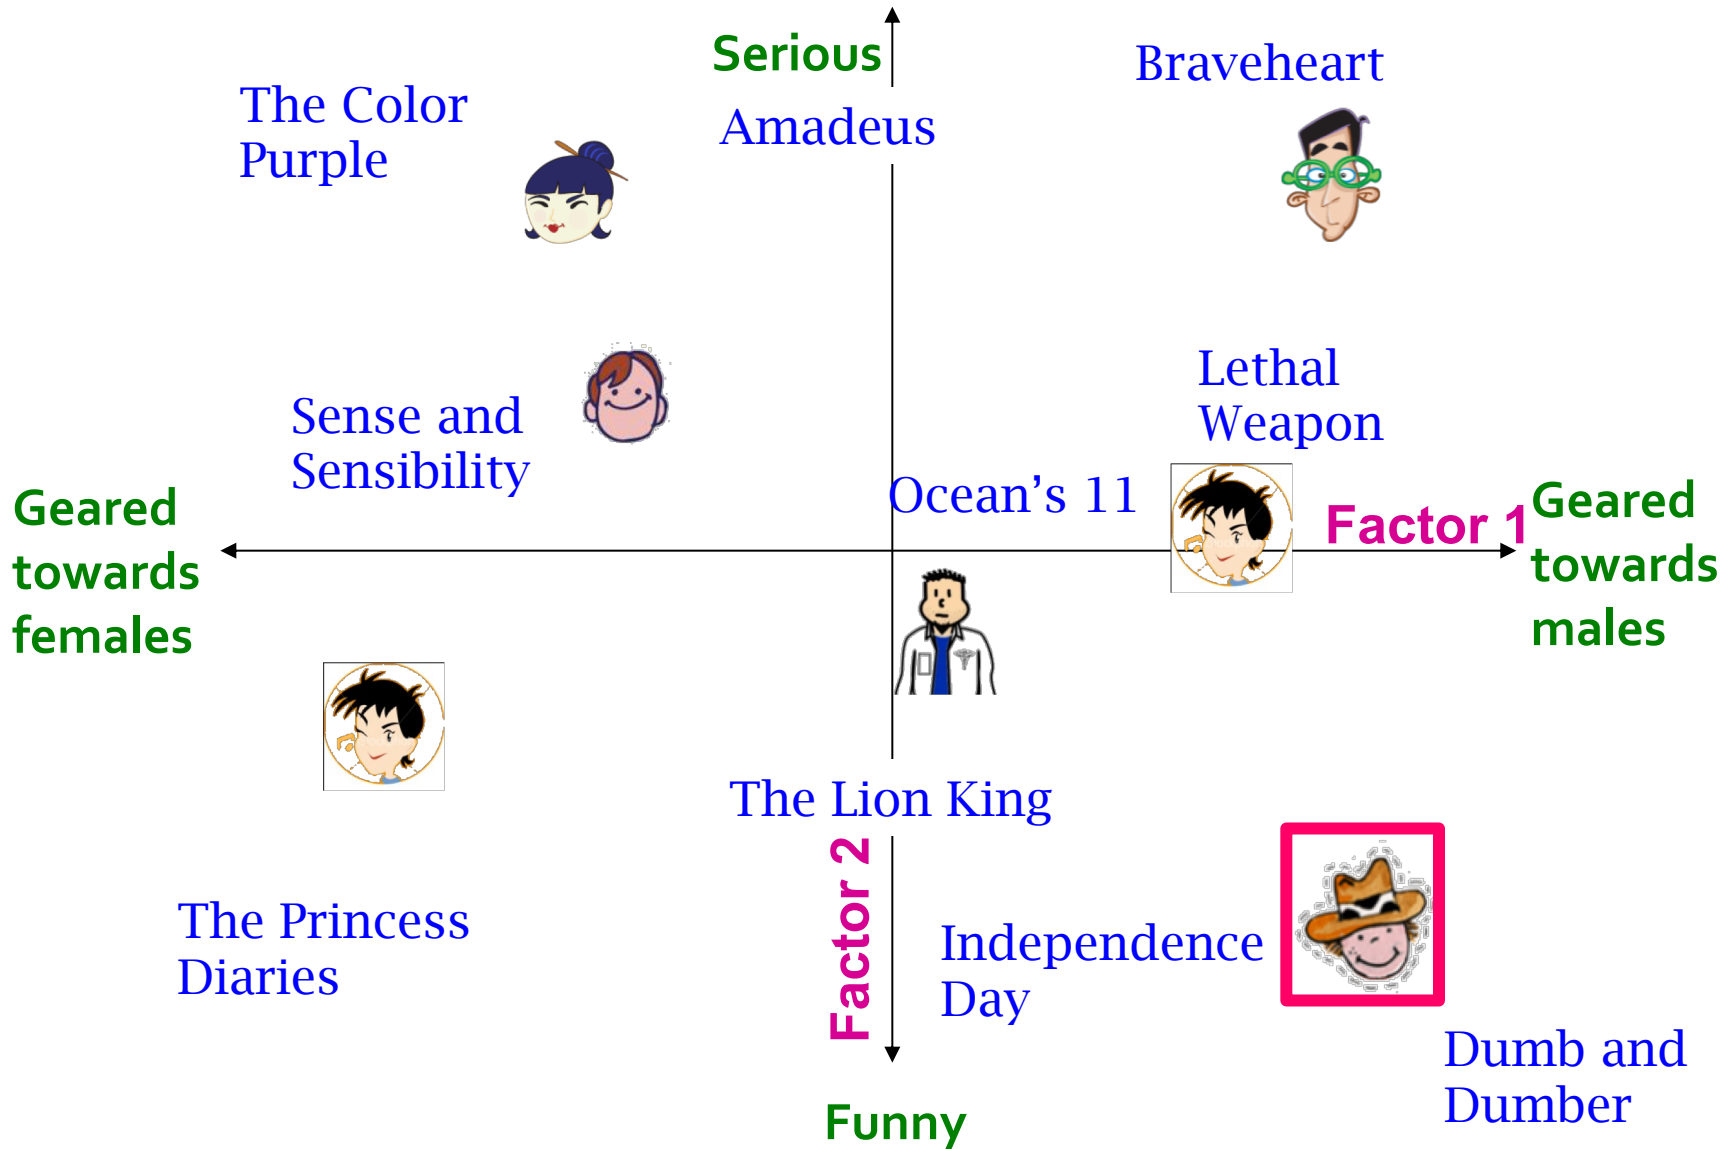 Serious
Braveheart
The Color
Purple
Amadeus
Lethal
Weapon
Sense and
Sensibility
Ocean’s 11
Factor 1
Geared
towards
females
Geared
towards
males
The Lion King
Factor 2
The Princess
Diaries
Independence
Day
Dumb and
Dumber
Funny